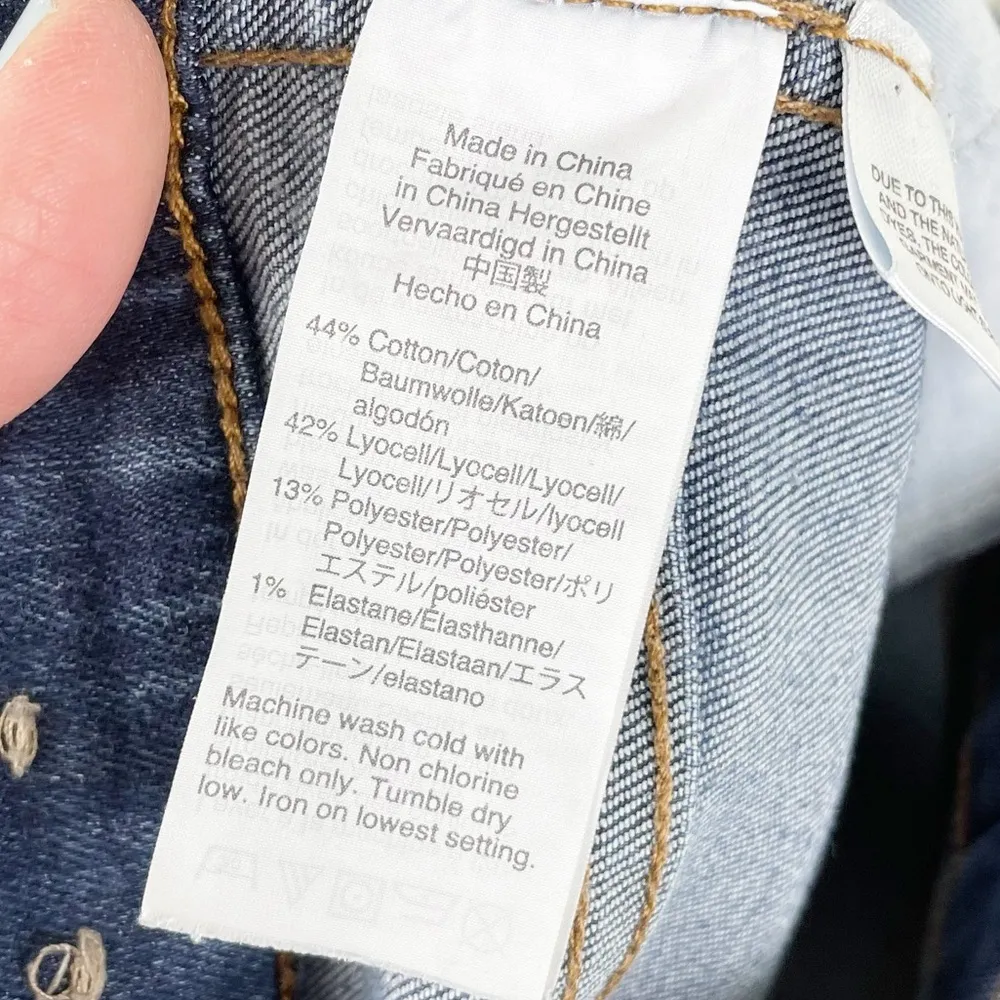 Made in China
Fabriqué en Chine
in China Hergestellt
Vervaardigd in China
中国製
Hecho en China
44% Cotton/Coton/
Baumwolle/Katoen/綿/
algodón
42% Lyocell/Lyocell/Lyocell/
Lyocell/リオセル/lyocell
13% Polyester/Polyester/
Polyester/Polyester/ポリ
エステル/poliéster
1% Elastane/Élasthanne/
Elastan/Elastaan/エラス
テーン/elastano
Machine wash cold with
like colors. Non chlorine
bleach only. Tumble dry
low. Iron on lowest setting.
DUE TO
AND THE
THE
GARMENT
ONTO